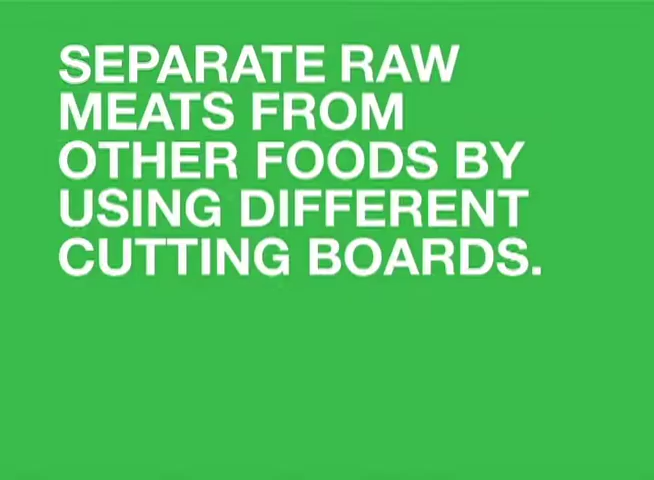 SEPARATE RAW
MEATS FROM
OTHER FOODS BY
USING DIFFERENT
CUTTING BOARDS.